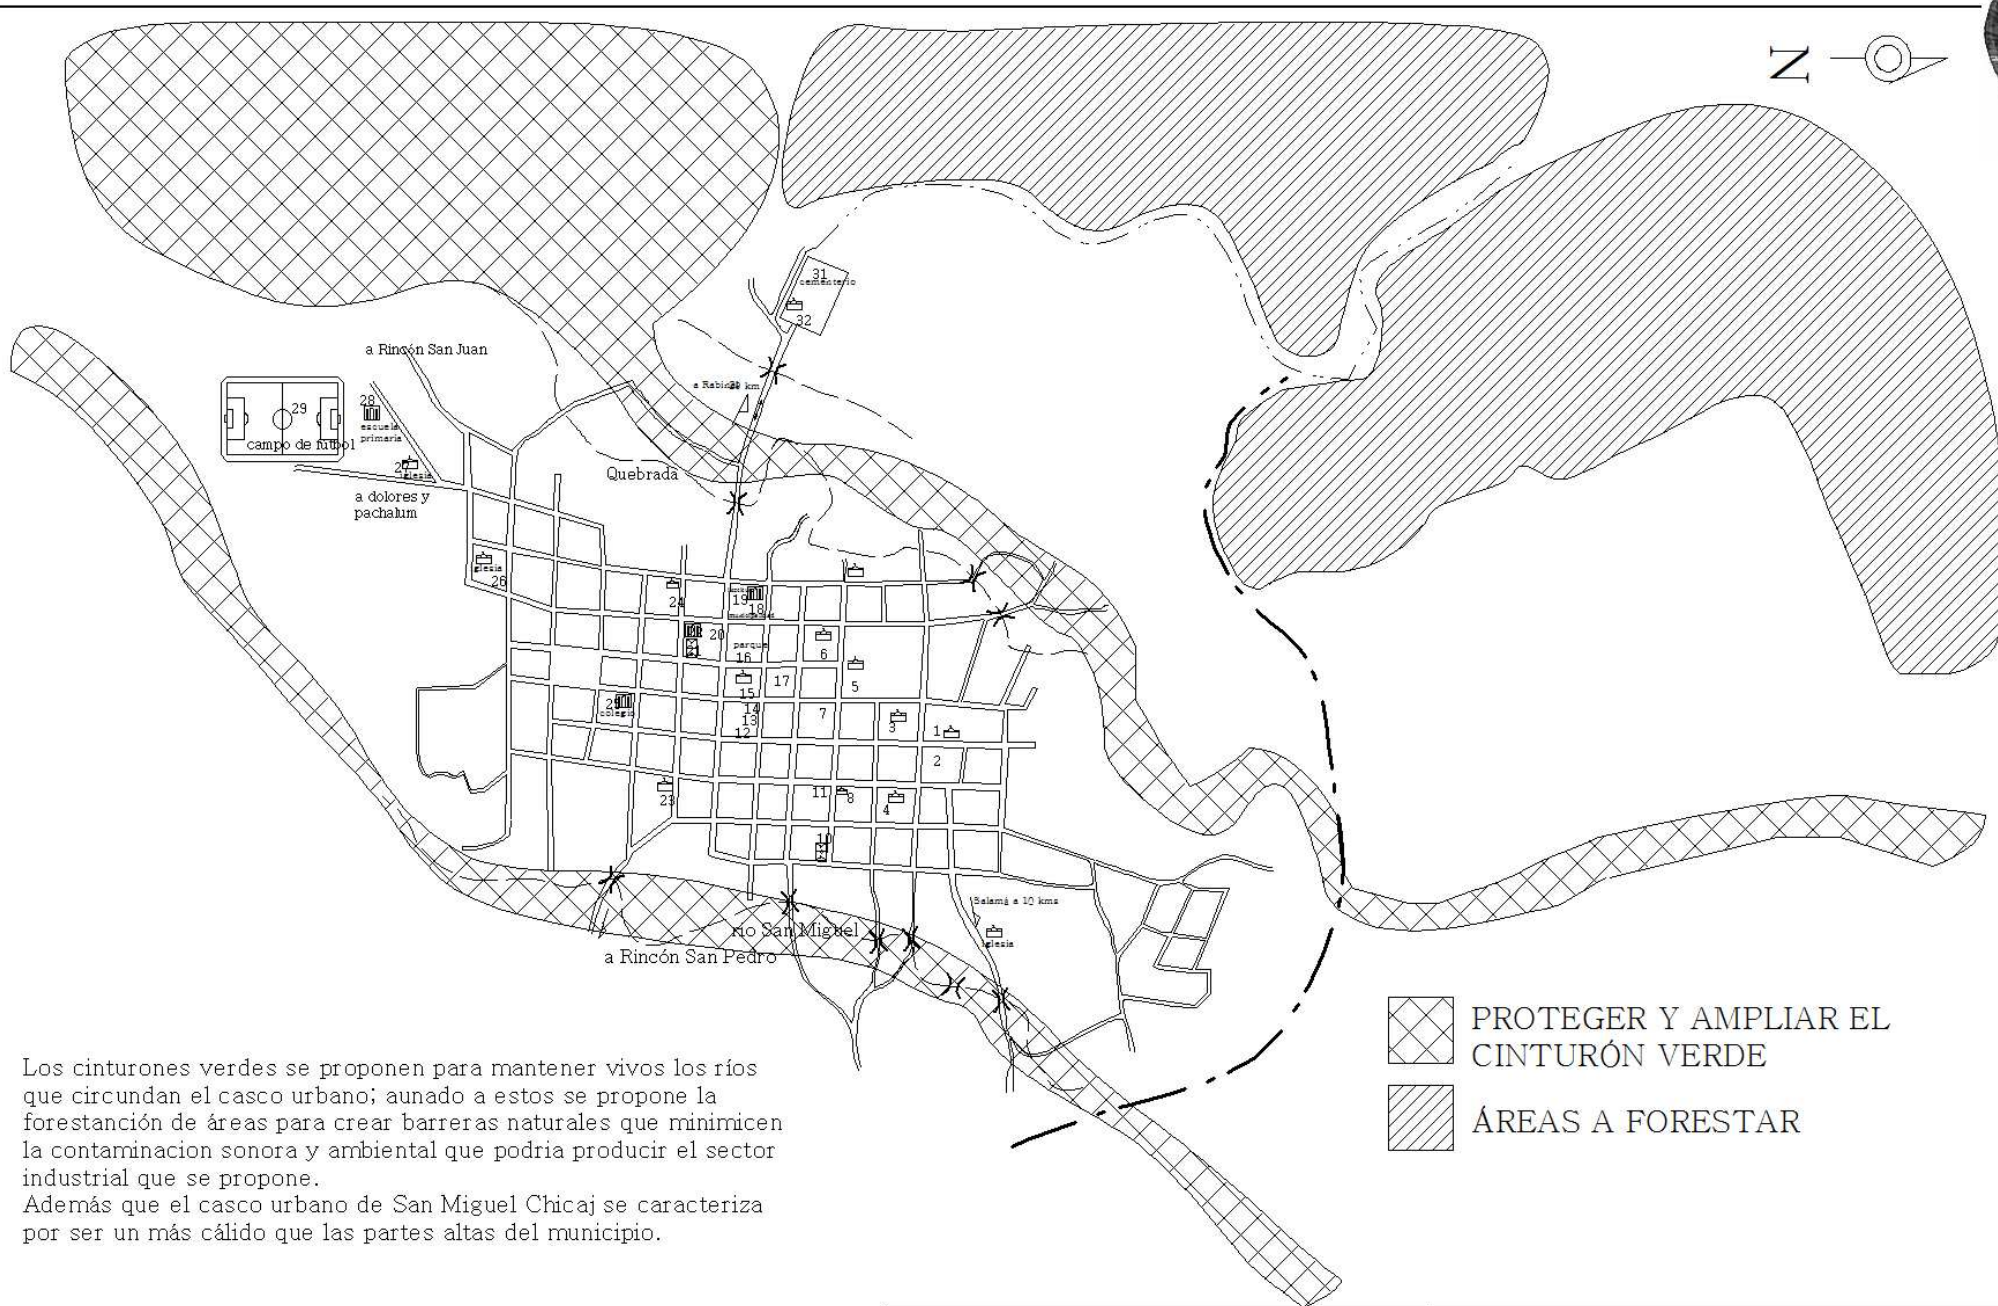 N
31
cementerio
32
a Rincón San Juan
a Rabinal km
28
29
escuela
primaria
campo de futbol
27
iglesia
Quebrada
a dolores y
pachalum
iglesia
26
24
19
18
20
parque
21
16
6
17
5
15
25
colegio
14
13
7
3
12
1
2
23
11
8
4
10
Salamá a 10 kms
río San Miguel
iglesia
a Rincón San Pedro
PROTEGER Y AMPLIAR EL
CINTURÓN VERDE
ÁREAS A FORESTAR
Los cinturones verdes se proponen para mantener vivos los ríos
que circundan el casco urbano; aunado a estos se propone la
forestanción de áreas para crear barreras naturales que minimicen
la contaminacion sonora y ambiental que podria producir el sector
industrial que se propone.
Además que el casco urbano de San Miguel Chicaj se caracteriza
por ser un más cálido que las partes altas del municipio.